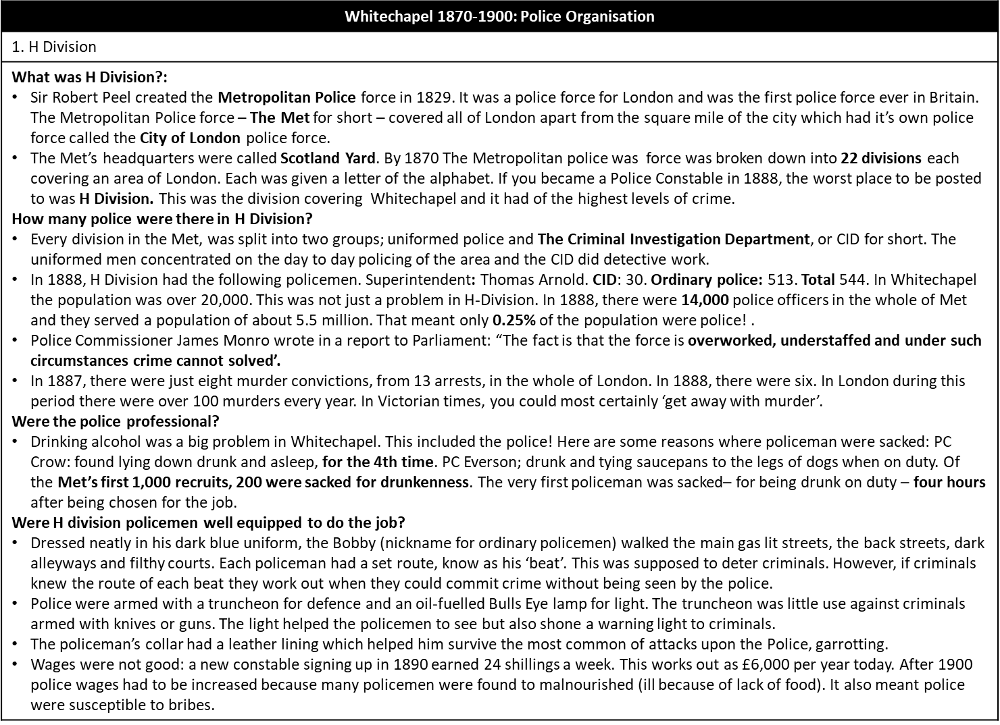 Whitechapel 1870-1900: Police Organisation
1. H Division
What was H Division?:
• Sir Robert Peel created the Metropolitan Police force in 1829. It was a police force for London and was the first police force ever in Britain.
The Metropolitan Police force – The Met for short – covered all of London apart from the square mile of the city which had it's own police
force called the City of London police force.
• The Met's headquarters were called Scotland Yard. By 1870 The Metropolitan police was force was broken down into 22 divisions each
covering an area of London. Each was given a letter of the alphabet. If you became a Police Constable in 1888, the worst place to be posted
to was H Division. This was the division covering Whitechapel and it had of the highest levels of crime.
How many police were there in H Division?
• Every division in the Met, was split into two groups; uniformed police and The Criminal Investigation Department, or CID for short. The
uniformed men concentrated on the day to day policing of the area and the CID did detective work.
• In 1888, H Division had the following policemen. Superintendent: Thomas Arnold. CID: 30. Ordinary police: 513. Total 544. In Whitechapel
the population was over 20,000. This was not just a problem in H-Division. In 1888, there were 14,000 police officers in the whole of Met
and they served a population of about 5.5 million. That meant only 0.25% of the population were police! .
• Police Commissioner James Monro wrote in a report to Parliament: “The fact is that the force is overworked, understaffed and under such
circumstances crime cannot solved’.
• In 1887, there were just eight murder convictions, from 13 arrests, in the whole of London. In 1888, there were six. In London during this
period there were over 100 murders every year. In Victorian times, you could most certainly ‘get away with murder’.
Were the police professional?
• Drinking alcohol was a big problem in Whitechapel. This included the police! Here are some reasons where policeman were sacked: PC
Crow: found lying down drunk and asleep, for the 4th time. PC Everson; drunk and tying saucepans to the legs of dogs when on duty. Of
the Met's first 1,000 recruits, 200 were sacked for drunkenness. The very first policeman was sacked– for being drunk on duty – four hours
after being chosen for the job.
Were H division policemen well equipped to do the job?
• Dressed neatly in his dark blue uniform, the Bobby (nickname for ordinary policemen) walked the main gas lit streets, the back streets, dark
alleyways and filthy courts. Each policeman had a set route, know as his ‘beat’. This was supposed to deter criminals. However, if criminals
knew the route of each beat they work out when they could commit crime without being seen by the police.
• Police were armed with a truncheon for defence and an oil-fuelled Bulls Eye lamp for light. The truncheon was little use against criminals
armed with knives or guns. The light helped the policemen to see but also shone a warning light to criminals.
• The policeman's collar had a leather lining which helped him survive the most common of attacks upon the Police, garrotting.
• Wages were not good: a new constable signing up in 1890 earned 24 shillings a week. This works out as £6,000 per year today. After 1900
police wages had to be increased because many policemen were found to malnourished (ill because of lack of food). It also meant police
were susceptible to bribes.